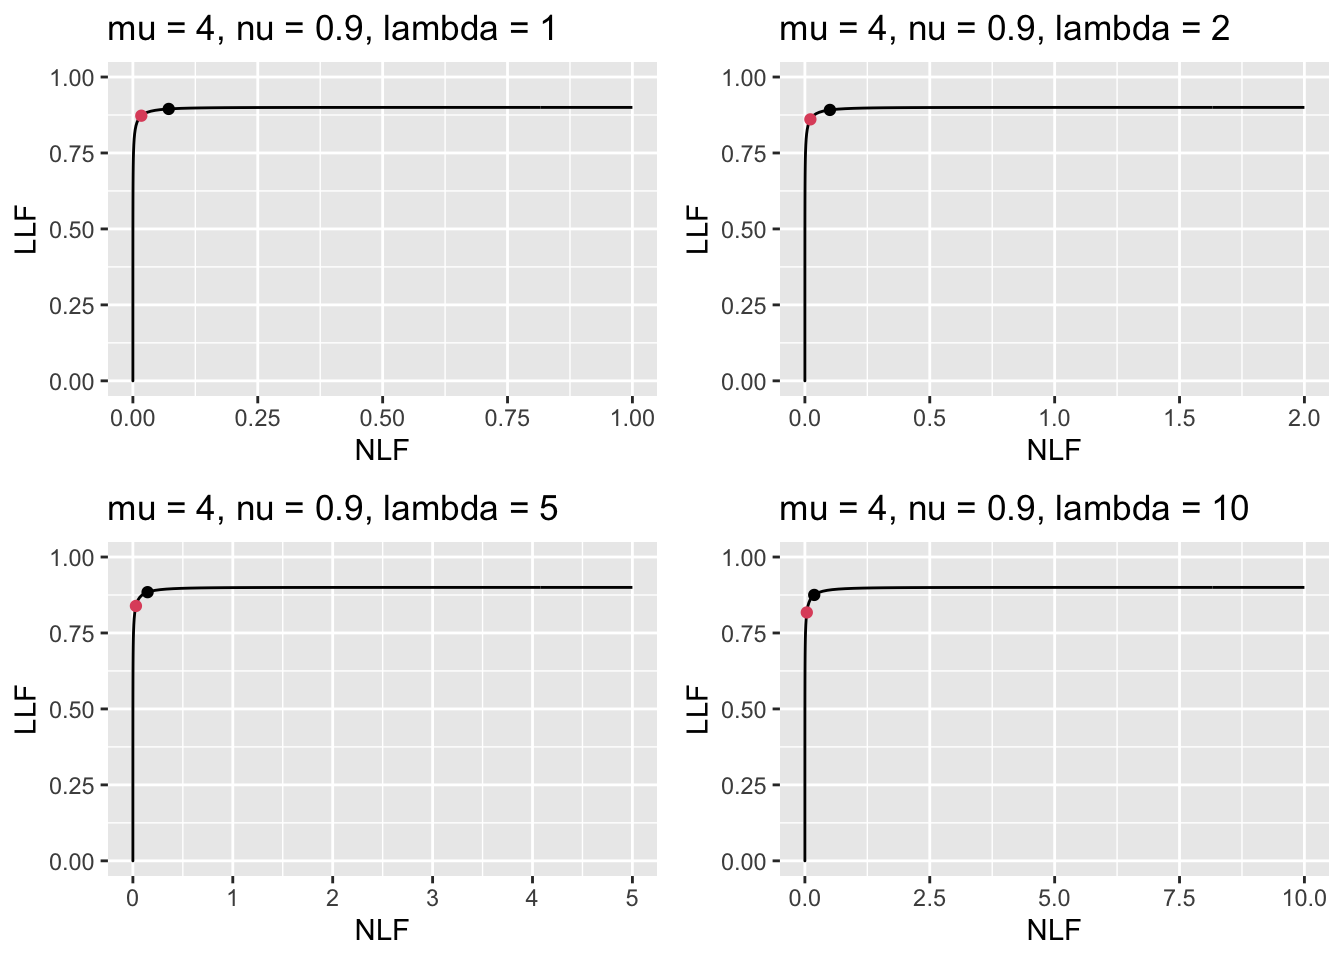 mu = 4, nu = 0.9, lambda = 1
1.00
0.75
0.50
0.25
0.00
LLF
0.00 0.25 0.50 0.75 1.00
NLF
mu = 4, nu = 0.9, lambda = 2
1.00
0.75
0.50
0.25
0.00
LLF
0.0 0.5 1.0 1.5 2.0
NLF
mu = 4, nu = 0.9, lambda = 5
1.00
0.75
0.50
0.25
0.00
LLF
0 1 2 3 4 5
NLF
mu = 4, nu = 0.9, lambda = 10
1.00
0.75
0.50
0.25
0.00
LLF
0.0 2.5 5.0 7.5 10.0
NLF